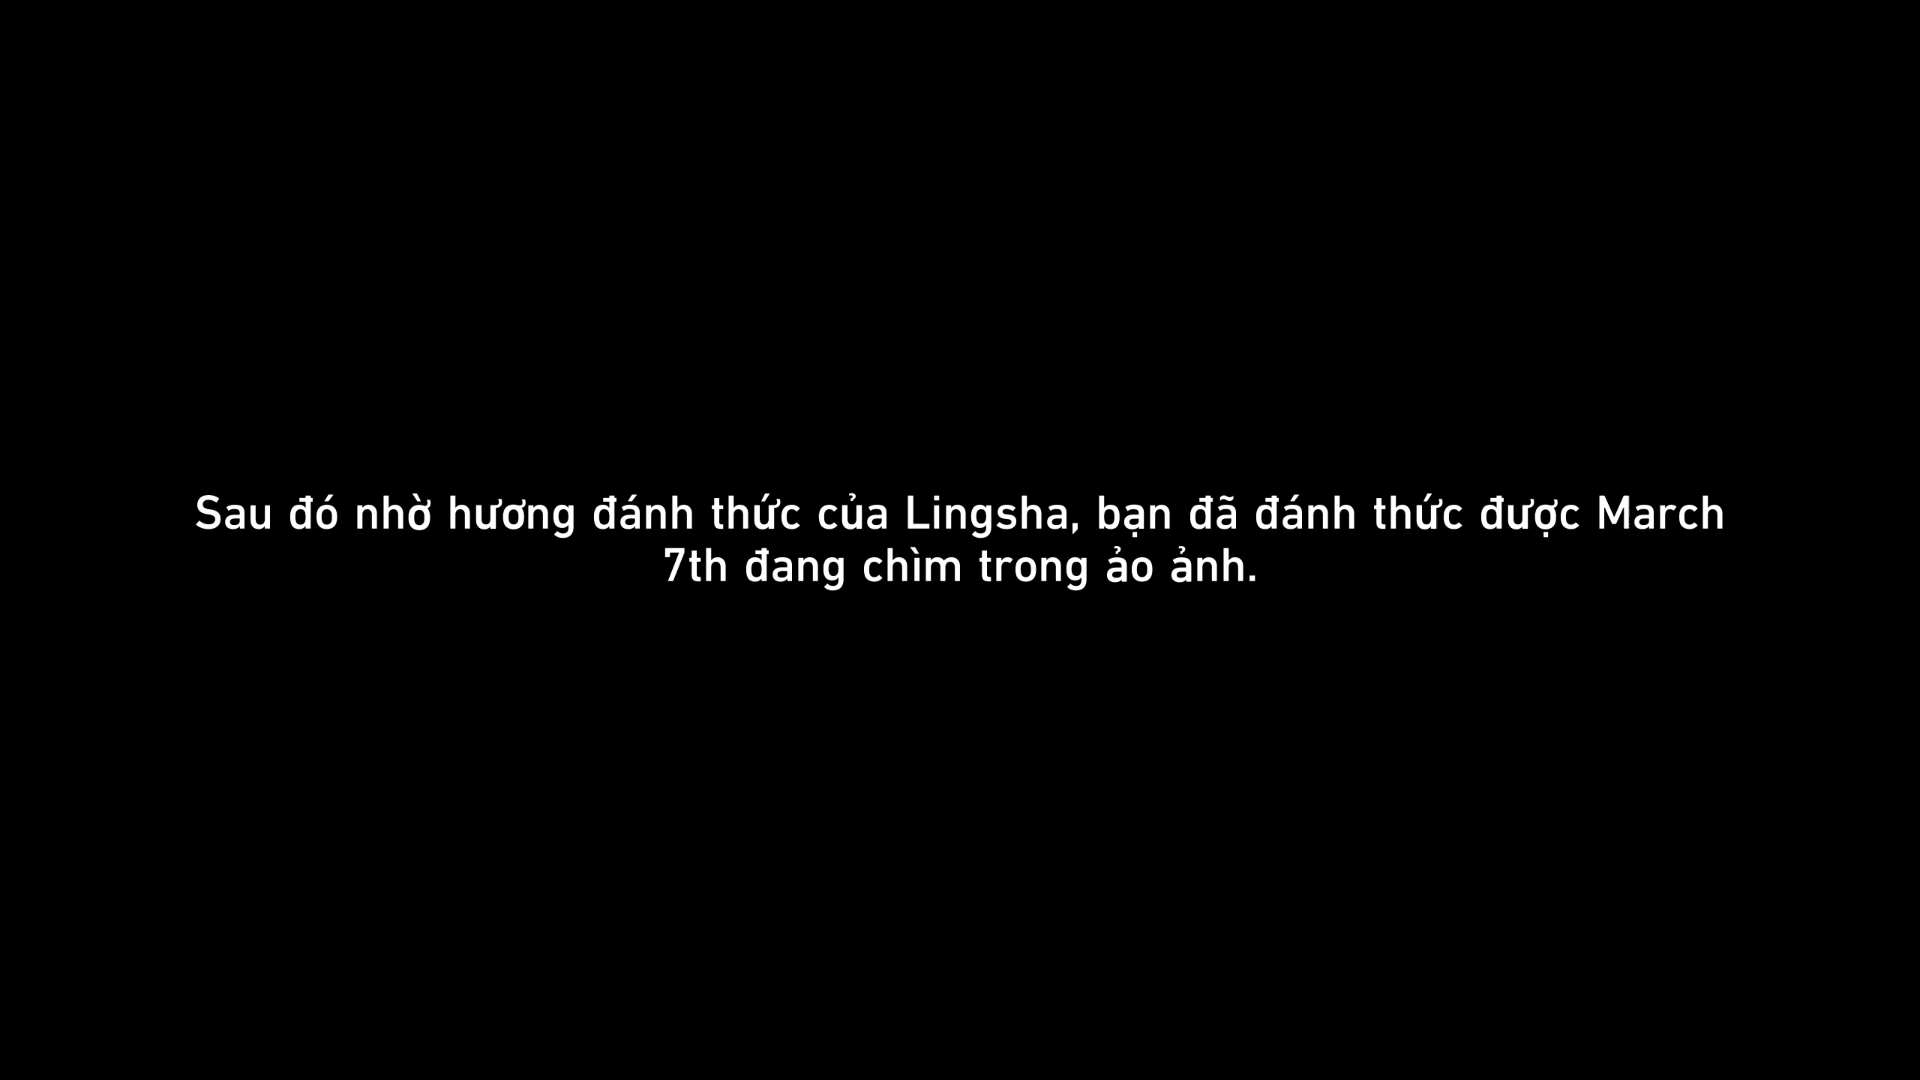 Sau đó nhờ hương đánh thức của Lingsha, bạn đã đánh thức được March
7th đang chìm trong ảo ảnh.